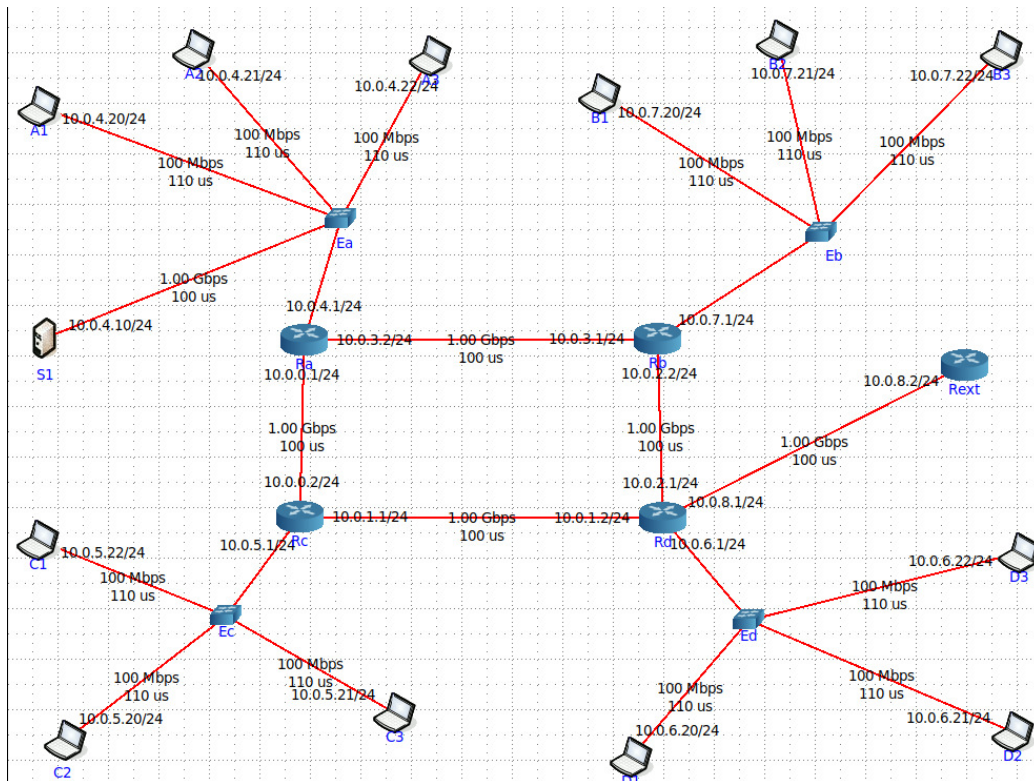 A2
10.0.4.21/24
A3
10.0.4.22/24
A1
10.0.4.20/24
100 Mbps
110 us
100 Mbps
110 us
100 Mbps
110 us
Ea
1.00 Gbps
100 us
10.0.4.10/24
S1
10.0.4.1/24
B2
10.0.7.21/24
B3
10.0.7.22/24
B1
10.0.7.20/24
100 Mbps
110 us
100 Mbps
110 us
100 Mbps
110 us
Eb
10.0.7.1/24
Ra
10.0.3.2/24
1.00 Gbps
100 us
10.0.3.1/24
Rb
10.0.0.1/24
10.0.2.2/24
1.00 Gbps
100 us
1.00 Gbps
100 us
10.0.8.2/24
Rext
1.00 Gbps
100 us
10.0.0.2/24
10.0.2.1/24
10.0.8.1/24
10.0.1.1/24
1.00 Gbps
100 us
10.0.1.2/24
Rc
Rd
10.0.5.1/24
10.0.6.1/24
C1
10.0.5.22/24
100 Mbps
110 us
Ec
100 Mbps
110 us
10.0.5.20/24
C2
100 Mbps
110 us
10.0.5.21/24
C3
10.0.6.22/24
D3
100 Mbps
110 us
Ed
100 Mbps
110 us
10.0.6.20/24
D1
100 Mbps
110 us
10.0.6.21/24
D2